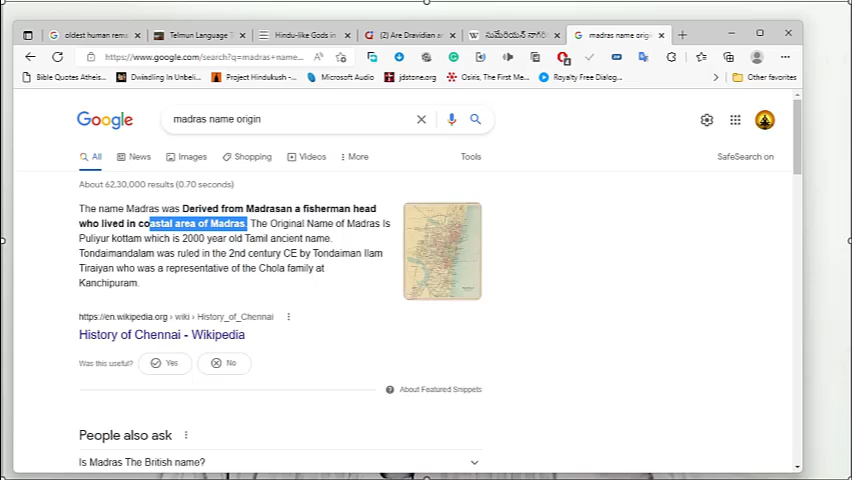 oldest human rema
Telmun Language T
Hindu-like Gods in
(2) Are Dravidian a
సుమేరియన్ నాగరి
madras name origi
https://www.google.com/search?q=madras+name...
Bible Quotes Atheis...
Dwindling In Unbeli...
Project Hindukush -...
Microsoft Audio
jdstone.org
Osiris, The First Me...
Royalty Free Dialog...
Other favorites
Google
madras name origin
All
News
Images
Shopping
Videos
More
Tools
SafeSearch on
About 62,30,000 results (0.70 seconds)
The name Madras was Derived from Madrasan a fisherman head
who lived in coastal area of Madras. The Original Name of Madras Is
Puliyur kottam which is 2000 year old Tamil ancient name.
Tondaimandalam was ruled in the 2nd century CE by Tondaiman Ilam
Tiraiyan who was a representative of the Chola family at
Kanchipuram.
https://en.wikipedia.org › wiki › History_of_Chennai
History of Chennai - Wikipedia
Was this useful?
Yes
No
About Featured Snippets
People also ask
Is Madras The British name?